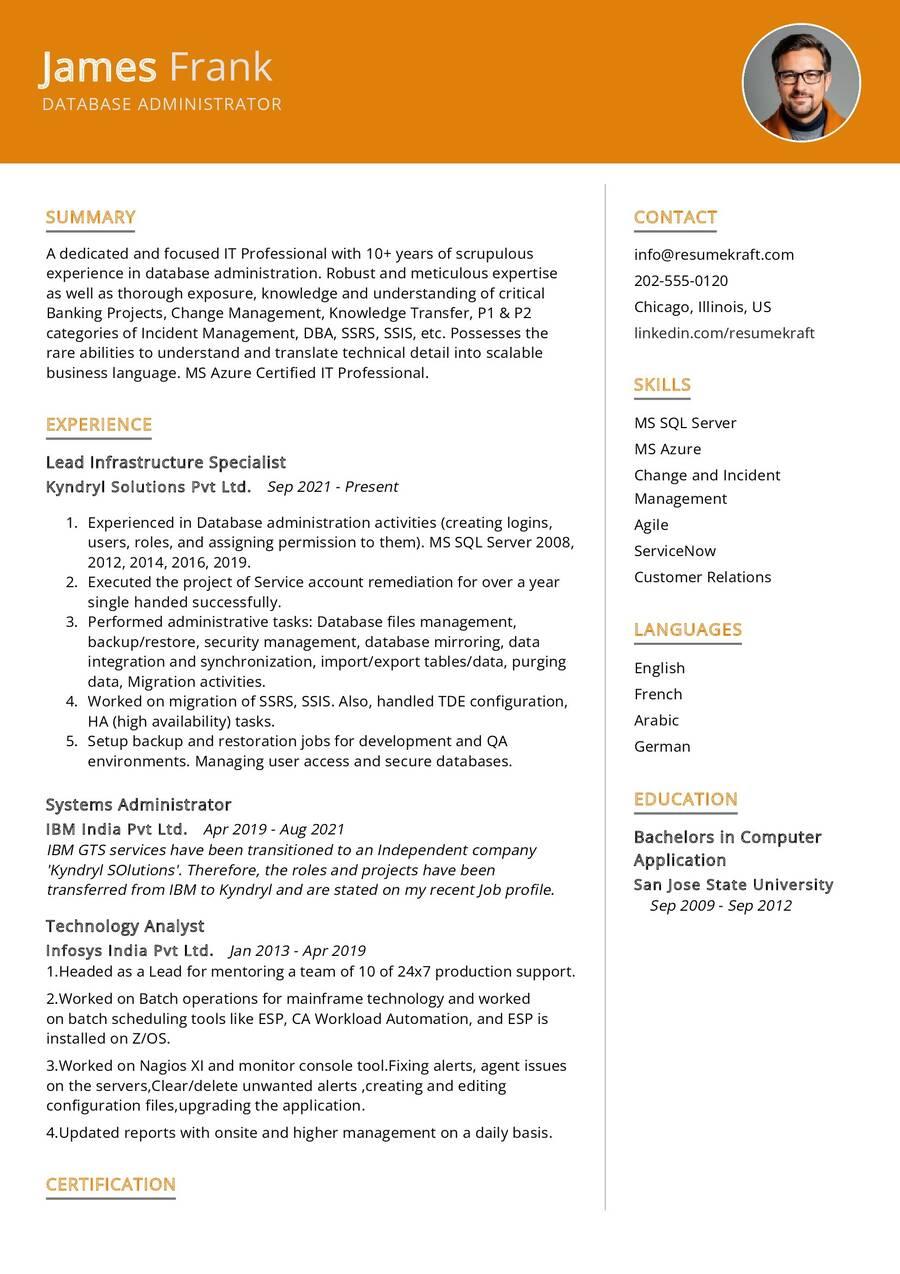 James Frank
DATABASE ADMINISTRATOR
SUMMARY
A dedicated and focused IT Professional with 10+ years of scrupulous
experience in database administration. Robust and meticulous expertise
as well as thorough exposure, knowledge and understanding of critical
Banking Projects, Change Management, Knowledge Transfer, P1 & P2
categories of Incident Management, DBA, SSRS, SSIS, etc. Possesses the
rare abilities to understand and translate technical detail into scalable
business language. MS Azure Certified IT Professional.
EXPERIENCE
Lead Infrastructure Specialist
Kyndryl Solutions Pvt Ltd. Sep 2021 - Present
1. Experienced in Database administration activities (creating logins,
users, roles, and assigning permission to them). MS SQL Server 2008,
2012, 2014, 2016, 2019.
2. Executed the project of Service account remediation for over a year
single handed successfully.
3. Performed administrative tasks: Database files management,
backup/restore, security management, database mirroring, data
integration and synchronization, import/export tables/data, purging
data, Migration activities.
4. Worked on migration of SSRS, SSIS. Also, handled TDE configuration,
HA (high availability) tasks.
5. Setup backup and restoration jobs for development and QA
environments. Managing user access and secure databases.
Systems Administrator
IBM India Pvt Ltd. Apr 2019 - Aug 2021
IBM GTS services have been transitioned to an Independent company
'Kyndryl SOlutions'. Therefore, the roles and projects have been
transferred from IBM to Kyndryl and are stated on my recent Job profile.
Technology Analyst
Infosys India Pvt Ltd. Jan 2013 - Apr 2019
1.Headed as a Lead for mentoring a team of 10 of 24x7 production support.
2.Worked on Batch operations for mainframe technology and worked
on batch scheduling tools like ESP, CA Workload Automation, and ESP is
installed on Z/OS.
3.Worked on Nagios XI and monitor console tool.Fixing alerts, agent issues
on the servers,Clear/delete unwanted alerts ,creating and editing
configuration files,upgrading the application.
4.Updated reports with onsite and higher management on a daily basis.
CERTIFICATION
CONTACT
info@resumekraft.com
202-555-0120
Chicago, Illinois, US
linkedin.com/resumekraft
SKILLS
MS SQL Server
MS Azure
Change and Incident
Management
Agile
ServiceNow
Customer Relations
LANGUAGES
English
French
Arabic
German
EDUCATION
Bachelors in Computer
Application
San Jose State University
Sep 2009 - Sep 2012